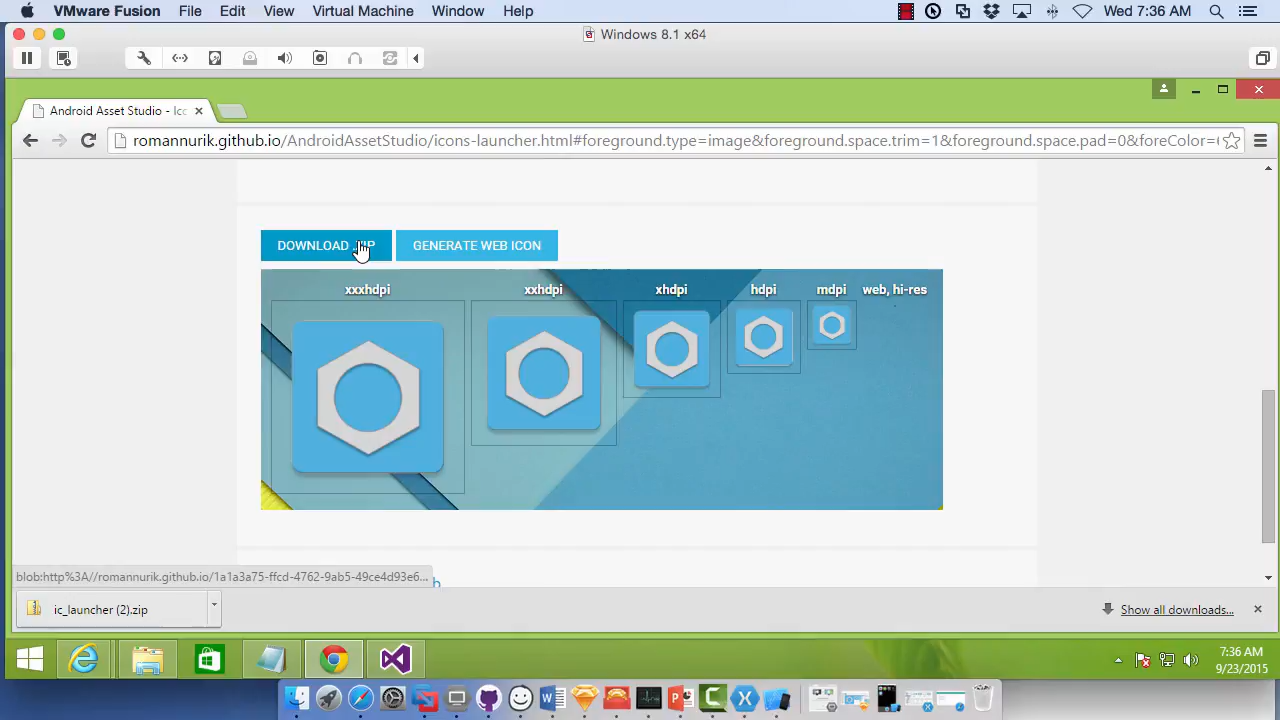 VMware Fusion File Edit View Virtual Machine Window Help Wed 7:36 AM
Windows 8.1 x64
Android Asset Studio - Icc
romannurik.github.io/AndroidAssetStudio/icons-launcher.html#foreground.type=image&foreground.space.trim=1&foreground.space.pad=0&foreColor=
DOWNLOAD GENERATE WEB ICON
xxxhdpi xxhdpi xhdpi hdpi mdpi web, hi-res
blob:http%3A//romannurik.github.io/1a1a3a75-ffcd-4762-9ab5-49ce4d93e6... b
ic_launcher (2).zip Show all downloads...
7:36 AM
9/23/2015